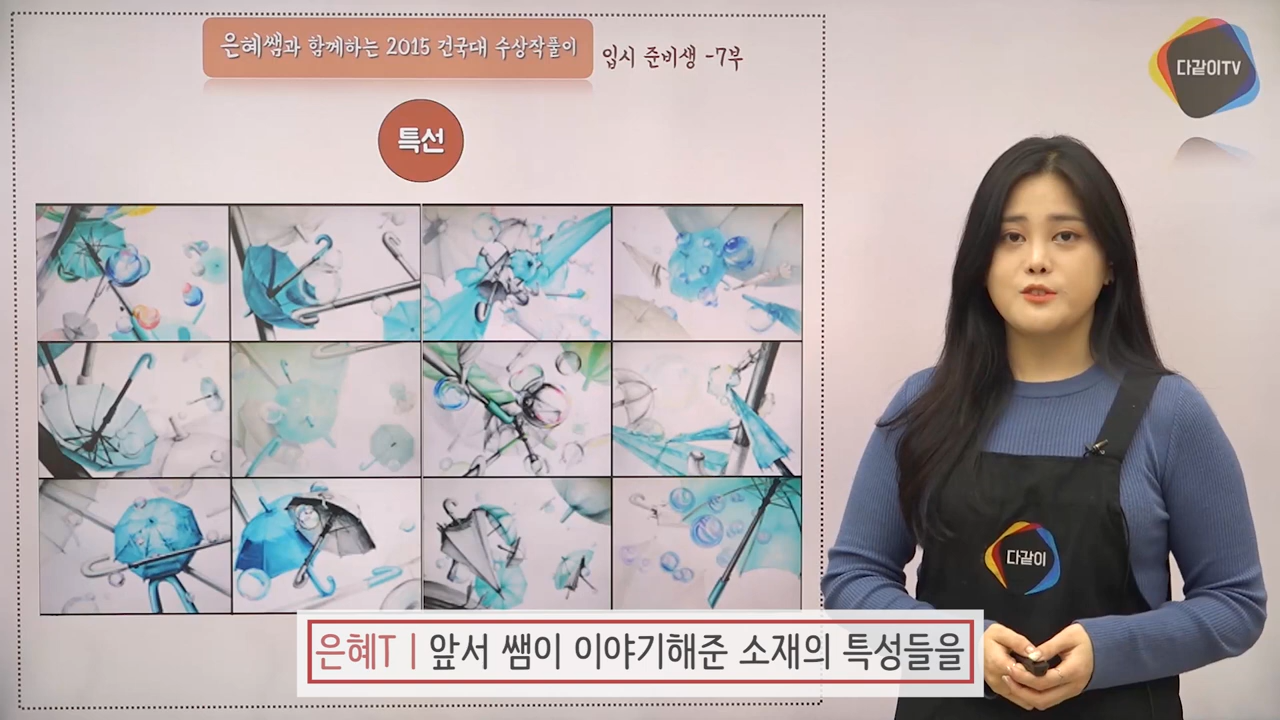 은혜쌤과 함께하는 2015 건국대 수상작풀이
입시 준비생 -7부
다같이TV
특선
다같이
은혜T | 앞서 쌤이 이야기해준 소재의 특성들을